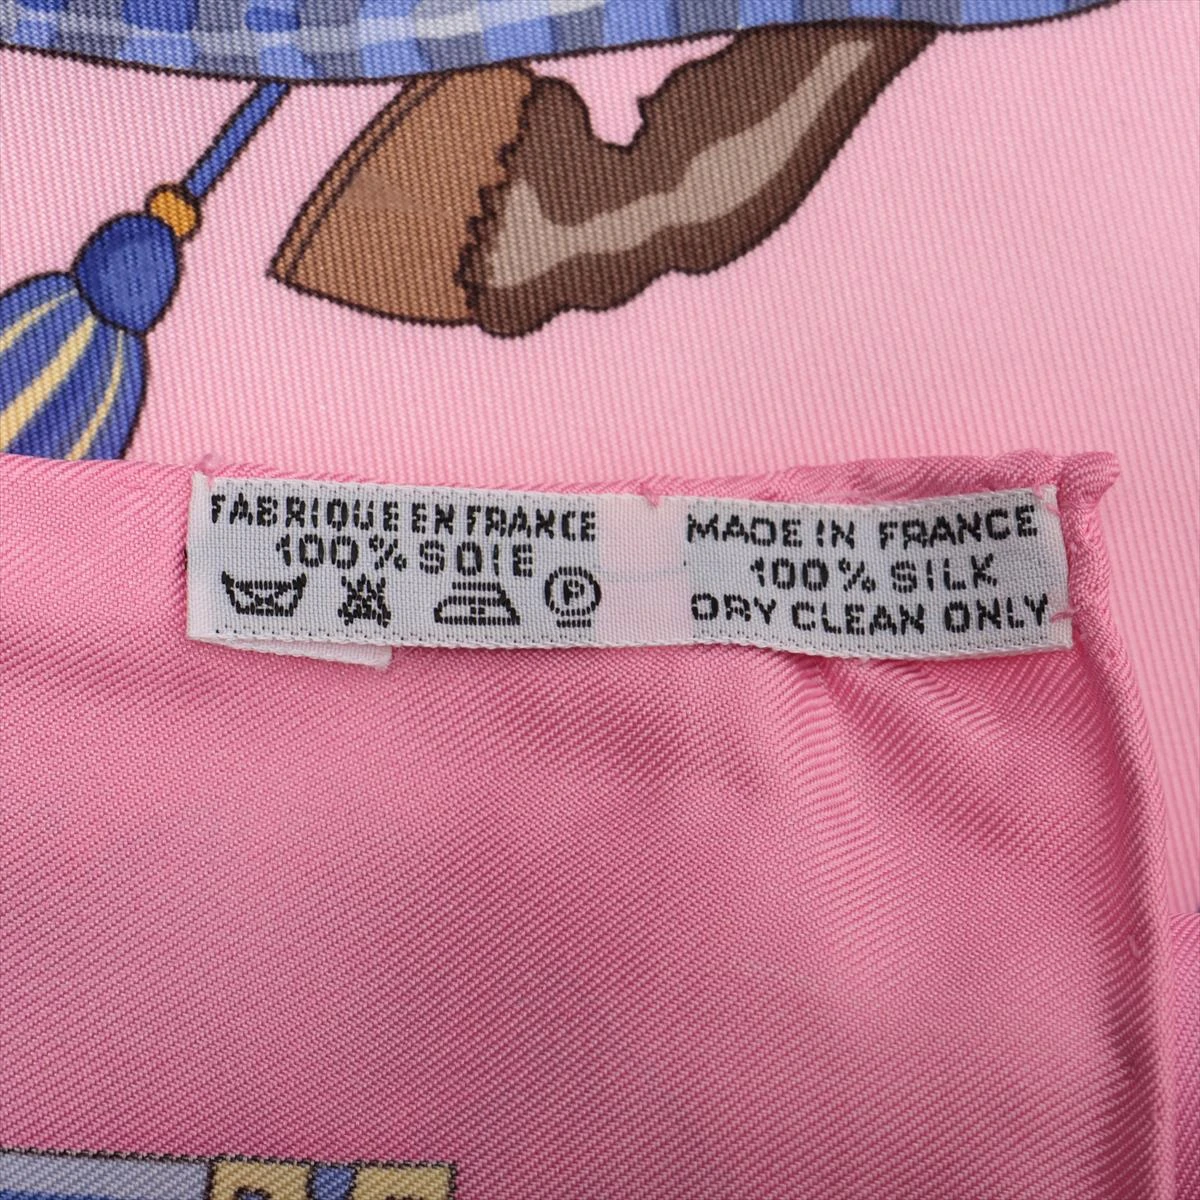 FABRIQUE EN FRANCE
100% SOIE
P
MADE IN FRANCE
100% SILK
DRY CLEAN ONLY